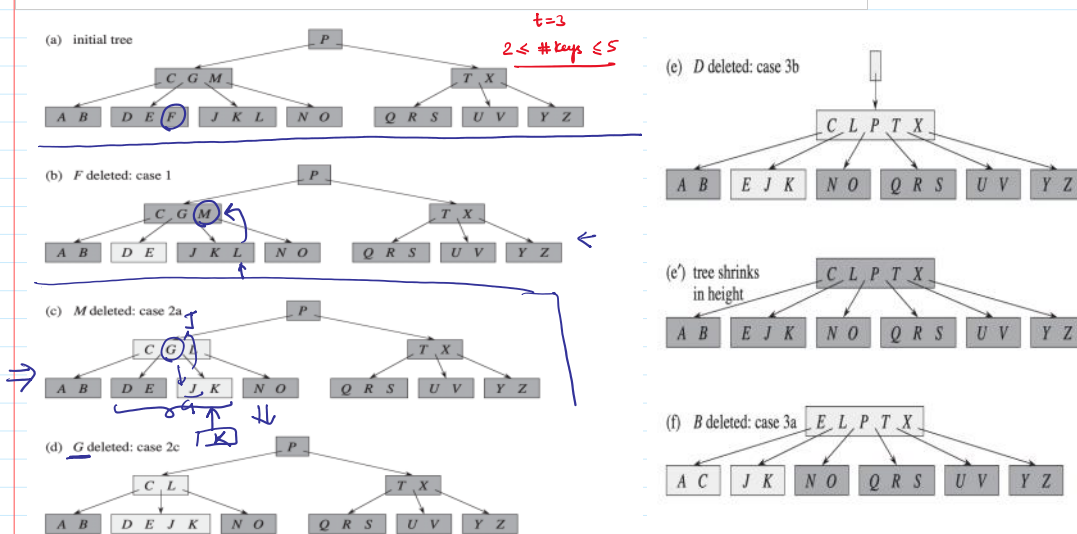 t=3
2 ≤ #keys ≤ 5
(a) initial tree
P
C G M
T X
A B
D E F
J K L
N O
Q R S
U V
Y Z
(b) F deleted: case 1
P
C G M
T X
A B
D E
J K L
N O
Q R S
U V
Y Z
(c) M deleted: case 2a
J
P
C G L
T X
A B
D E
J K
N O
Q R S
U V
Y Z
G
K
(d) G deleted: case 2c
P
C L
T X
A B
D E J K
N O
Q R S
U V
Y Z
(e) D deleted: case 3b
C L P T X
A B
E J K
N O
Q R S
U V
Y Z
(e′) tree shrinks
in height
C L P T X
A B
E J K
N O
Q R S
U V
Y Z
(f) B deleted: case 3a
E L P T X
A C
J K
N O
Q R S
U V
Y Z